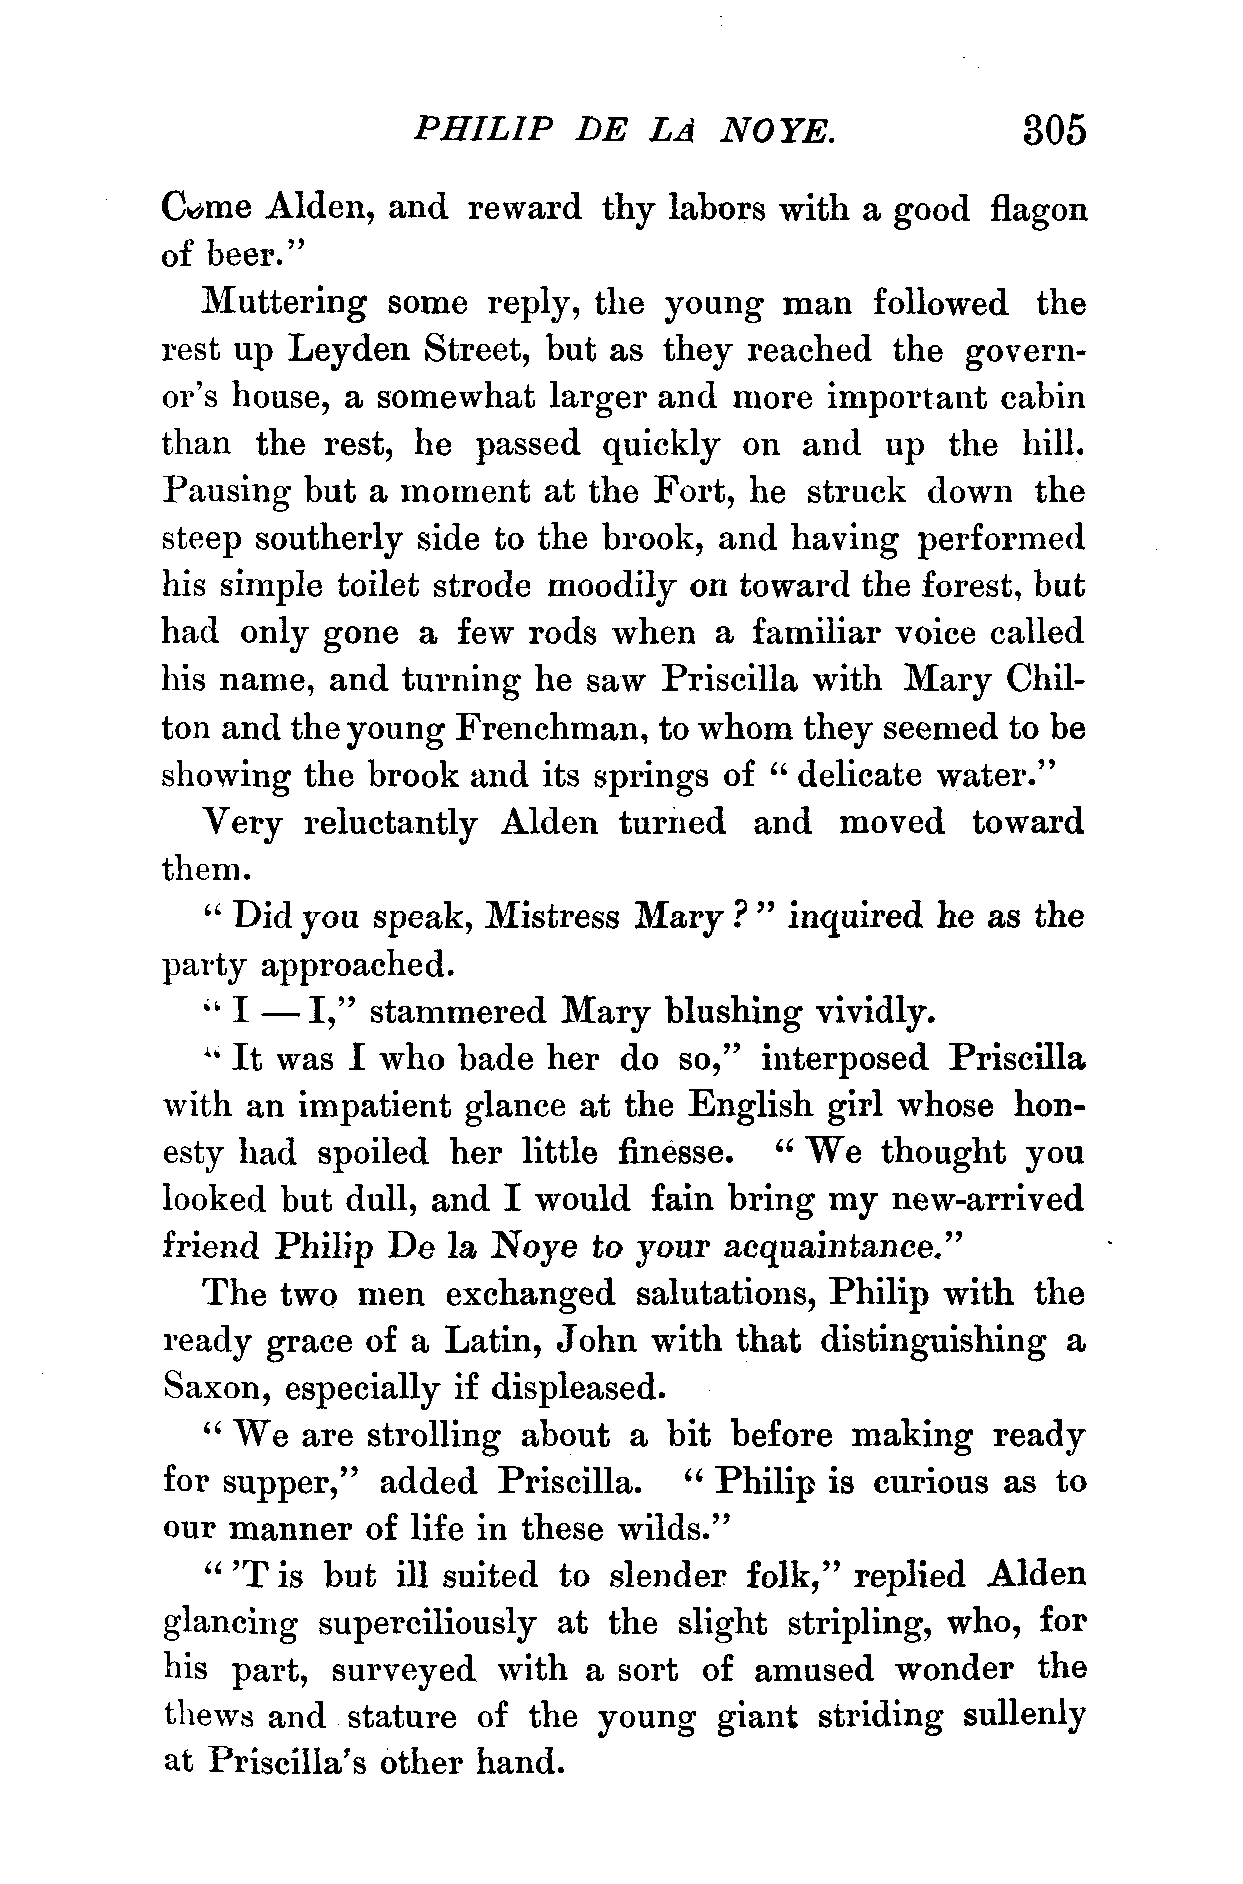 PHILIP DE LA NOYE. 305
Come Alden, and reward thy labors with a good flagon
of beer."
Muttering some reply, the young man followed the
rest up Leyden Street, but as they reached the govern-
or's house, a somewhat larger and more important cabin
than the rest, he passed quickly on and up the hill.
Pausing but a moment at the Fort, he struck down the
steep southerly side to the brook, and having performed
his simple toilet strode moodily on toward the forest, but
had only gone a few rods when a familiar voice called
his name, and turning he saw Priscilla with Mary Chil-
ton and the young Frenchman, to whom they seemed to be
showing the brook and its springs of " delicate water."
Very reluctantly Alden turned and moved toward
them.
" Did you speak, Mistress Mary ? " inquired he as the
party approached.
" I — I," stammered Mary blushing vividly.
" It was I who bade her do so," interposed Priscilla
with an impatient glance at the English girl whose hon-
esty had spoiled her little finesse. " We thought you
looked but dull, and I would fain bring my new-arrived
friend Philip De la Noye to your acquaintance."
The two men exchanged salutations, Philip with the
ready grace of a Latin, John with that distinguishing a
Saxon, especially if displeased.
" We are strolling about a bit before making ready
for supper," added Priscilla. " Philip is curious as to
our manner of life in these wilds."
" 'T is but ill suited to slender folk," replied Alden
glancing superciliously at the slight stripling, who, for
his part, surveyed with a sort of amused wonder the
thews and stature of the young giant striding sullenly
at Priscilla's other hand.